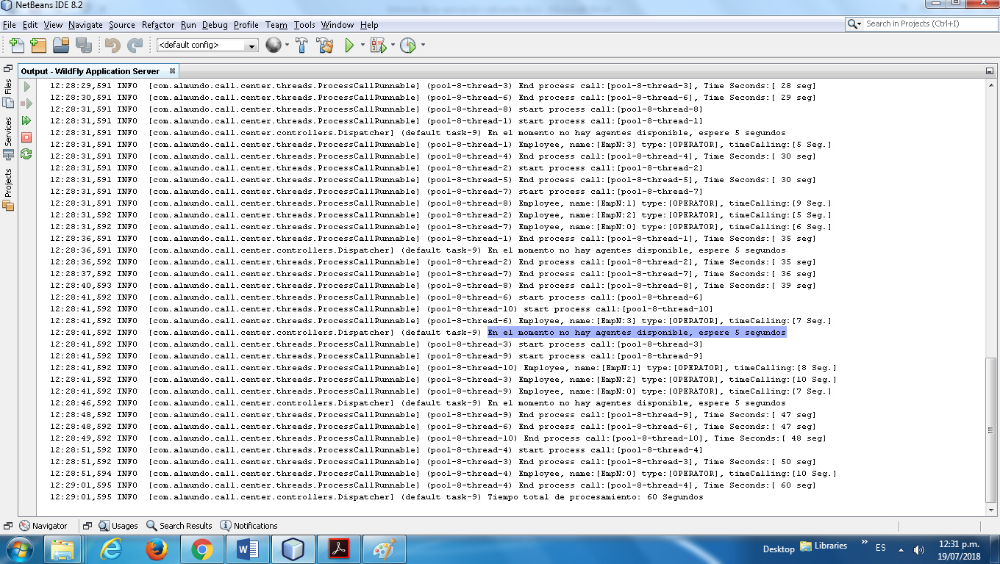 NetBeans IDE 8.2
File Edit View Navigate Source Refactor Run Debug Profile Team Tools Window Help
Search in Projects (Ctrl+I)
<default config>
Output - WildFly Application Server
Files
Services
Projects
12:28:29,591 INFO  [com.almundo.call.center.threads.ProcessCallRunnable] (pool-8-thread-3) End process call:[pool-8-thread-3], Time Seconds:[ 28 seg]
12:28:30,591 INFO  [com.almundo.call.center.threads.ProcessCallRunnable] (pool-8-thread-6) End process call:[pool-8-thread-6], Time Seconds:[ 29 seg]
12:28:31,591 INFO  [com.almundo.call.center.threads.ProcessCallRunnable] (pool-8-thread-8) start process call:[pool-8-thread-8]
12:28:31,591 INFO  [com.almundo.call.center.threads.ProcessCallRunnable] (pool-8-thread-1) start process call:[pool-8-thread-1]
12:28:31,591 INFO  [com.almundo.call.center.controllers.Dispatcher] (default task-9) En el momento no hay agentes disponible, espere 5 segundos
12:28:31,591 INFO  [com.almundo.call.center.threads.ProcessCallRunnable] (pool-8-thread-1) Employee, name:[EmpN:3] type:[OPERATOR], timeCalling:[5 Seg.]
12:28:31,591 INFO  [com.almundo.call.center.threads.ProcessCallRunnable] (pool-8-thread-4) End process call:[pool-8-thread-4], Time Seconds:[ 30 seg]
12:28:31,591 INFO  [com.almundo.call.center.threads.ProcessCallRunnable] (pool-8-thread-2) start process call:[pool-8-thread-2]
12:28:31,591 INFO  [com.almundo.call.center.threads.ProcessCallRunnable] (pool-8-thread-5) End process call:[pool-8-thread-5], Time Seconds:[ 30 seg]
12:28:31,591 INFO  [com.almundo.call.center.threads.ProcessCallRunnable] (pool-8-thread-7) start process call:[pool-8-thread-7]
12:28:31,591 INFO  [com.almundo.call.center.threads.ProcessCallRunnable] (pool-8-thread-8) Employee, name:[EmpN:1] type:[OPERATOR], timeCalling:[9 Seg.]
12:28:31,592 INFO  [com.almundo.call.center.threads.ProcessCallRunnable] (pool-8-thread-2) Employee, name:[EmpN:2] type:[OPERATOR], timeCalling:[5 Seg.]
12:28:31,592 INFO  [com.almundo.call.center.threads.ProcessCallRunnable] (pool-8-thread-7) Employee, name:[EmpN:0] type:[OPERATOR], timeCalling:[6 Seg.]
12:28:36,591 INFO  [com.almundo.call.center.threads.ProcessCallRunnable] (pool-8-thread-1) End process call:[pool-8-thread-1], Time Seconds:[ 35 seg]
12:28:36,591 INFO  [com.almundo.call.center.controllers.Dispatcher] (default task-9) En el momento no hay agentes disponible, espere 5 segundos
12:28:36,592 INFO  [com.almundo.call.center.threads.ProcessCallRunnable] (pool-8-thread-2) End process call:[pool-8-thread-2], Time Seconds:[ 35 seg]
12:28:37,592 INFO  [com.almundo.call.center.threads.ProcessCallRunnable] (pool-8-thread-7) End process call:[pool-8-thread-7], Time Seconds:[ 36 seg]
12:28:40,593 INFO  [com.almundo.call.center.threads.ProcessCallRunnable] (pool-8-thread-8) End process call:[pool-8-thread-8], Time Seconds:[ 39 seg]
12:28:41,592 INFO  [com.almundo.call.center.threads.ProcessCallRunnable] (pool-8-thread-6) start process call:[pool-8-thread-6]
12:28:41,592 INFO  [com.almundo.call.center.threads.ProcessCallRunnable] (pool-8-thread-10) start process call:[pool-8-thread-10]
12:28:41,592 INFO  [com.almundo.call.center.threads.ProcessCallRunnable] (pool-8-thread-6) Employee, name:[EmpN:3] type:[OPERATOR], timeCalling:[7 Seg.]
12:28:41,592 INFO  [com.almundo.call.center.controllers.Dispatcher] (default task-9) En el momento no hay agentes disponible, espere 5 segundos
12:28:41,592 INFO  [com.almundo.call.center.threads.ProcessCallRunnable] (pool-8-thread-3) start process call:[pool-8-thread-3]
12:28:41,592 INFO  [com.almundo.call.center.threads.ProcessCallRunnable] (pool-8-thread-9) start process call:[pool-8-thread-9]
12:28:41,592 INFO  [com.almundo.call.center.threads.ProcessCallRunnable] (pool-8-thread-10) Employee, name:[EmpN:1] type:[OPERATOR], timeCalling:[8 Seg.]
12:28:41,592 INFO  [com.almundo.call.center.threads.ProcessCallRunnable] (pool-8-thread-3) Employee, name:[EmpN:2] type:[OPERATOR], timeCalling:[10 Seg.]
12:28:41,592 INFO  [com.almundo.call.center.threads.ProcessCallRunnable] (pool-8-thread-9) Employee, name:[EmpN:0] type:[OPERATOR], timeCalling:[7 Seg.]
12:28:46,592 INFO  [com.almundo.call.center.controllers.Dispatcher] (default task-9) En el momento no hay agentes disponible, espere 5 segundos
12:28:48,592 INFO  [com.almundo.call.center.threads.ProcessCallRunnable] (pool-8-thread-9) End process call:[pool-8-thread-9], Time Seconds:[ 47 seg]
12:28:48,592 INFO  [com.almundo.call.center.threads.ProcessCallRunnable] (pool-8-thread-6) End process call:[pool-8-thread-6], Time Seconds:[ 47 seg]
12:28:49,592 INFO  [com.almundo.call.center.threads.ProcessCallRunnable] (pool-8-thread-10) End process call:[pool-8-thread-10], Time Seconds:[ 48 seg]
12:28:51,592 INFO  [com.almundo.call.center.threads.ProcessCallRunnable] (pool-8-thread-4) start process call:[pool-8-thread-4]
12:28:51,592 INFO  [com.almundo.call.center.threads.ProcessCallRunnable] (pool-8-thread-3) End process call:[pool-8-thread-3], Time Seconds:[ 50 seg]
12:28:51,594 INFO  [com.almundo.call.center.threads.ProcessCallRunnable] (pool-8-thread-4) Employee, name:[EmpN:0] type:[OPERATOR], timeCalling:[10 Seg.]
12:29:01,595 INFO  [com.almundo.call.center.threads.ProcessCallRunnable] (pool-8-thread-4) End process call:[pool-8-thread-4], Time Seconds:[ 60 seg]
12:29:01,595 INFO  [com.almundo.call.center.controllers.Dispatcher] (default task-9) Tiempo total de procesamiento: 60 Segundos
Navigator Usages Search Results Notifications
Desktop Libraries » ES 12:31 p.m.
19/07/2018